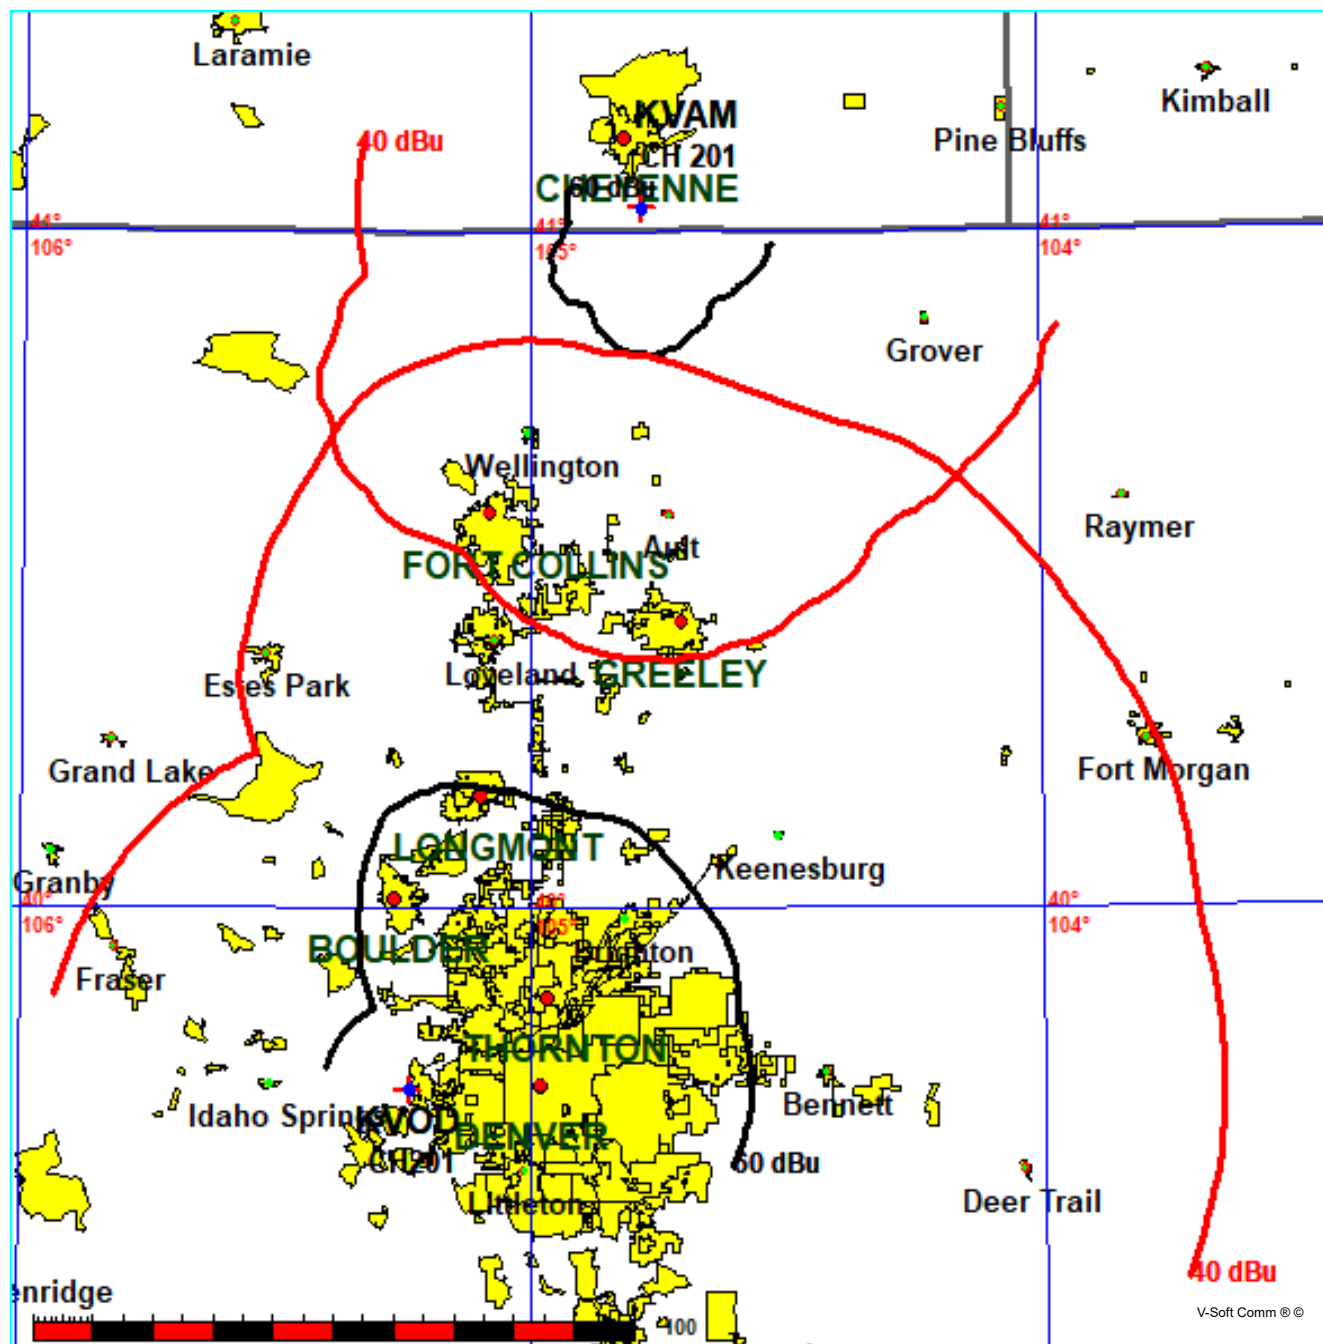 Laramie
KVAM
CH 201
Kimball
Pine Bluffs
40 dBu
CHEYENNE
60 dBu
41°
106°
41°
105°
41°
104°
Grover
Wellington
Raymer
Ault
FORT COLLINS
Loveland
GREELEY
Estes Park
Grand Lake
Fort Morgan
LONGMONT
Keenesburg
Granby
40°
106°
40°
105°
40°
104°
BOULDER
Brighton
Fraser
THORNTON
Bennett
Idaho Springs
KVOD
CH201
DENVER
60 dBu
Littleton
Deer Trail
40 dBu
enridge
V-Soft Comm ® ©
100